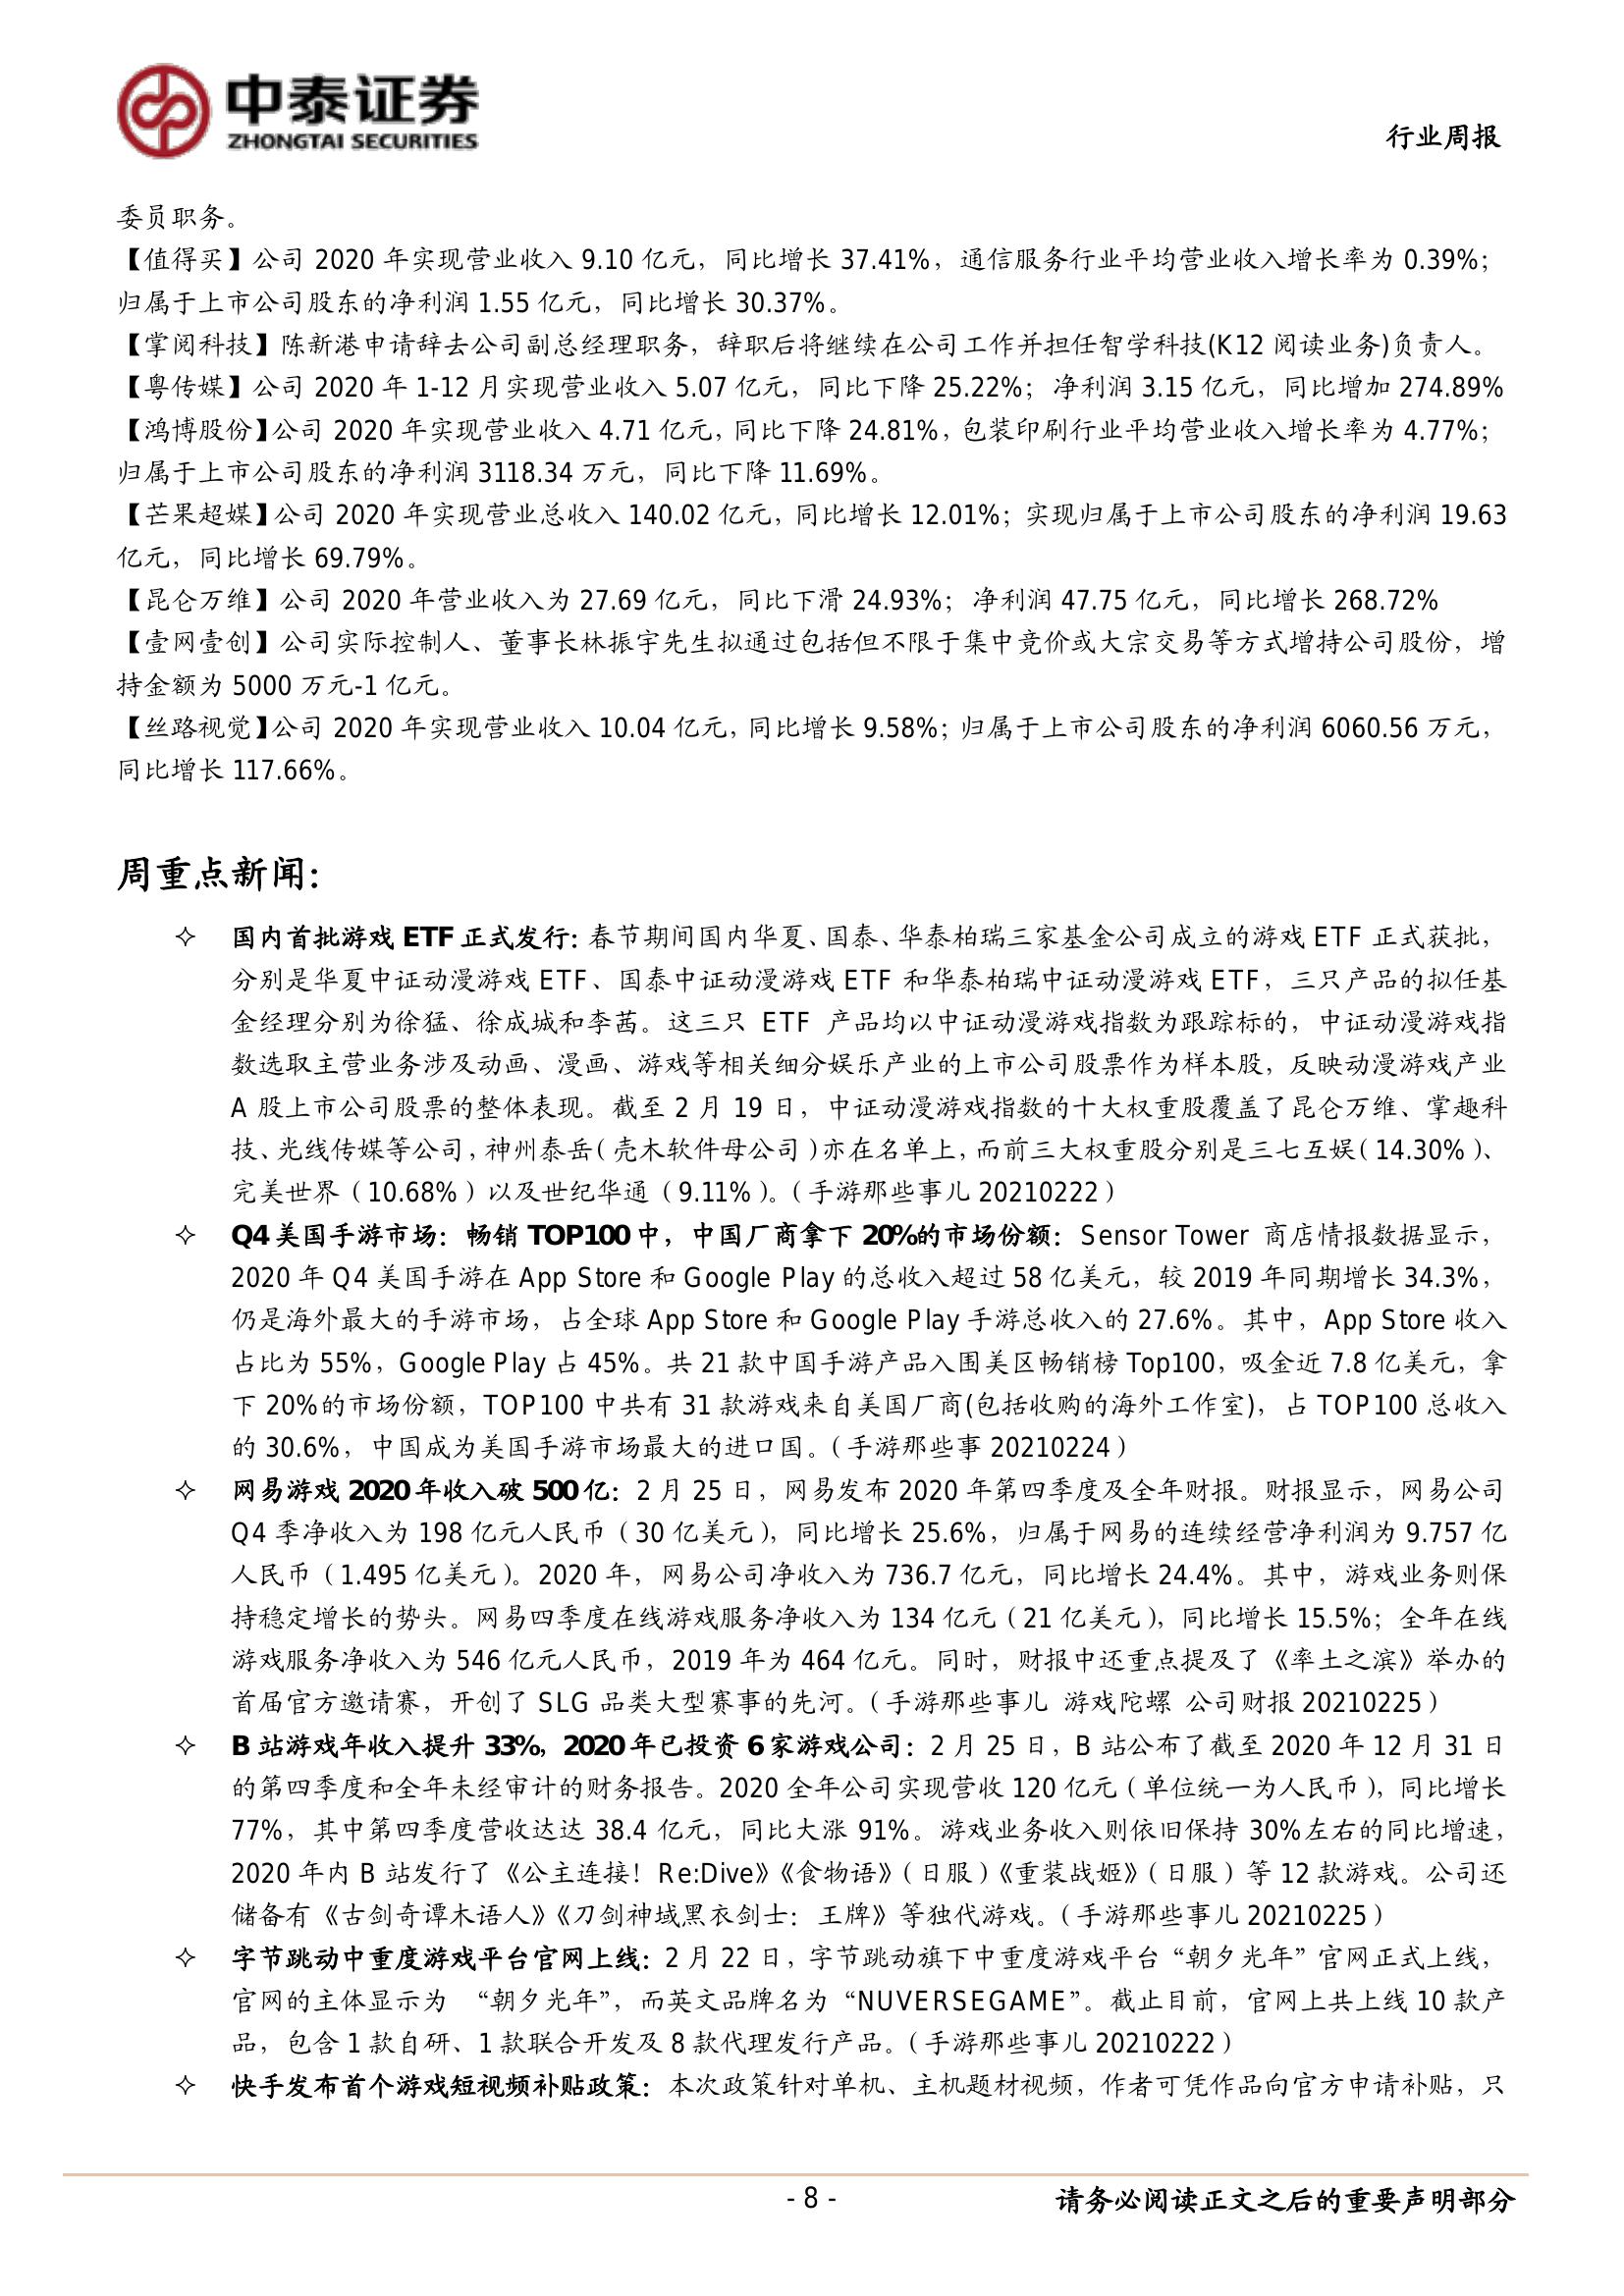 中泰证券
ZHONGTAI SECURITIES
行业周报
委员职务。
【值得买】公司 2020 年实现营业收入 9.10 亿元，同比增长 37.41%，通信服务行业平均营业收入增长率为 0.39%；
归属于上市公司股东的净利润 1.55 亿元，同比增长 30.37%。
【掌阅科技】陈新港申请辞去公司副总经理职务，辞职后将继续在公司工作并担任智学科技(K12 阅读业务)负责人。
【粤传媒】公司 2020 年 1-12 月实现营业收入 5.07 亿元，同比下降 25.22%；净利润 3.15 亿元，同比增加 274.89%
【鸿博股份】公司 2020 年实现营业收入 4.71 亿元，同比下降 24.81%，包装印刷行业平均营业收入增长率为 4.77%；
归属于上市公司股东的净利润 3118.34 万元，同比下降 11.69%。
【芒果超媒】公司 2020 年实现营业总收入 140.02 亿元，同比增长 12.01%；实现归属于上市公司股东的净利润 19.63
亿元，同比增长 69.79%。
【昆仑万维】公司 2020 年营业收入为 27.69 亿元，同比下滑 24.93%；净利润 47.75 亿元，同比增长 268.72%
【壹网壹创】公司实际控制人、董事长林振宇先生拟通过包括但不限于集中竞价或大宗交易等方式增持公司股份，增
持金额为 5000 万元-1 亿元。
【丝路视觉】公司 2020 年实现营业收入 10.04 亿元，同比增长 9.58%；归属于上市公司股东的净利润 6060.56 万元，
同比增长 117.66%。
周重点新闻：
✧ 国内首批游戏 ETF 正式发行：春节期间国内华夏、国泰、华泰柏瑞三家基金公司成立的游戏 ETF 正式获批，
分别是华夏中证动漫游戏 ETF、国泰中证动漫游戏 ETF 和华泰柏瑞中证动漫游戏 ETF，三只产品的拟任基
金经理分别为徐猛、徐成城和李茜。这三只 ETF 产品均以中证动漫游戏指数为跟踪标的，中证动漫游戏指
数选取主营业务涉及动画、漫画、游戏等相关细分娱乐产业的上市公司股票作为样本股，反映动漫游戏产业
A 股上市公司股票的整体表现。截至 2 月 19 日，中证动漫游戏指数的十大权重股覆盖了昆仑万维、掌趣科
技、光线传媒等公司，神州泰岳（壳木软件母公司）亦在名单上，而前三大权重股分别是三七互娱（14.30%）、
完美世界（10.68%）以及世纪华通（9.11%）。（手游那些事儿 20210222）
✧ Q4 美国手游市场：畅销 TOP100 中，中国厂商拿下 20%的市场份额：Sensor Tower 商店情报数据显示，
2020 年 Q4 美国手游在 App Store 和 Google Play 的总收入超过 58 亿美元，较 2019 年同期增长 34.3%，
仍是海外最大的手游市场，占全球 App Store 和 Google Play 手游总收入的 27.6%。其中，App Store 收入
占比为 55%，Google Play 占 45%。共 21 款中国手游产品入围美区畅销榜 Top100，吸金近 7.8 亿美元，拿
下 20%的市场份额，TOP100 中共有 31 款游戏来自美国厂商(包括收购的海外工作室)，占 TOP100 总收入
的 30.6%，中国成为美国手游市场最大的进口国。（手游那些事 20210224）
✧ 网易游戏 2020 年收入破 500 亿：2 月 25 日，网易发布 2020 年第四季度及全年财报。财报显示，网易公司
Q4 季净收入为 198 亿元人民币（30 亿美元），同比增长 25.6%，归属于网易的连续经营净利润为 9.757 亿
人民币（1.495 亿美元）。2020 年，网易公司净收入为 736.7 亿元，同比增长 24.4%。其中，游戏业务则保
持稳定增长的势头。网易四季度在线游戏服务净收入为 134 亿元（21 亿美元），同比增长 15.5%；全年在线
游戏服务净收入为 546 亿元人民币，2019 年为 464 亿元。同时，财报中还重点提及了《率土之滨》举办的
首届官方邀请赛，开创了 SLG 品类大型赛事的先河。（手游那些事儿 游戏陀螺 公司财报 20210225）
✧ B 站游戏年收入提升 33%，2020 年已投资 6 家游戏公司：2 月 25 日，B 站公布了截至 2020 年 12 月 31 日
的第四季度和全年未经审计的财务报告。2020 全年公司实现营收 120 亿元（单位统一为人民币），同比增长
77%，其中第四季度营收达达 38.4 亿元，同比大涨 91%。游戏业务收入则依旧保持 30%左右的同比增速，
2020 年内 B 站发行了《公主连接！Re:Dive》《食物语》（日服）《重装战姬》（日服）等 12 款游戏。公司还
储备有《古剑奇谭木语人》《刀剑神域黑衣剑士：王牌》等独代游戏。（手游那些事儿 20210225）
✧ 字节跳动中重度游戏平台官网上线：2 月 22 日，字节跳动旗下中重度游戏平台“朝夕光年”官网正式上线，
官网的主体显示为 “朝夕光年”，而英文品牌名为“NUVERSEGAME”。截止目前，官网上共上线 10 款产
品，包含 1 款自研、1 款联合开发及 8 款代理发行产品。（手游那些事儿 20210222）
✧ 快手发布首个游戏短视频补贴政策：本次政策针对单机、主机题材视频，作者可凭作品向官方申请补贴，只
- 8 -
请务必阅读正文之后的重要声明部分